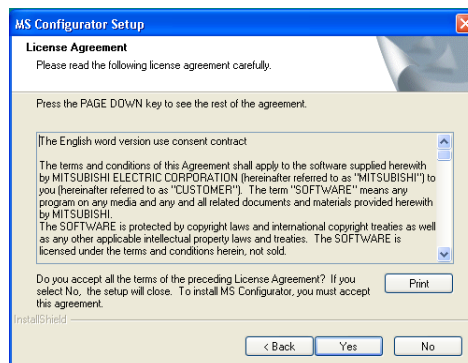 MS Configurator Setup
License Agreement
Please read the following license agreement carefully.
Press the PAGE DOWN key to see the rest of the agreement.
The English word version use consent contract
The terms and conditions of this Agreement shall apply to the software supplied herewith
by MITSUBISHI ELECTRIC CORPORATION (hereinafter referred to as "MITSUBISHI") to
you (hereinafter referred to as "CUSTOMER"). The term "SOFTWARE" means any
program on any media and any and all related documents and materials provided herewith
by MITSUBISHI.
The SOFTWARE is protected by copyright laws and international copyright treaties as well
as any other applicable intellectual property laws and treaties. The SOFTWARE is
licensed under the terms and conditions herein, not sold.
Do you accept all the terms of the preceding License Agreement? If you
select No, the setup will close. To install MS Configurator, you must accept
this agreement.
Print
InstallShield
< Back
Yes
No